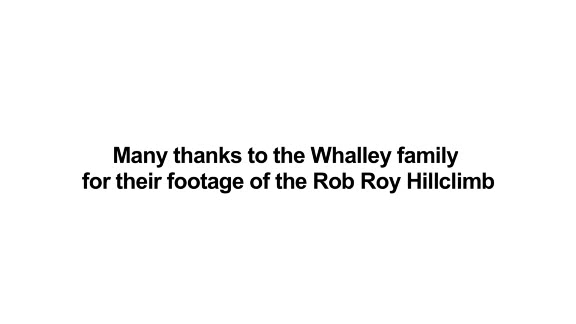 Many thanks to the Whalley family
for their footage of the Rob Roy Hillclimb